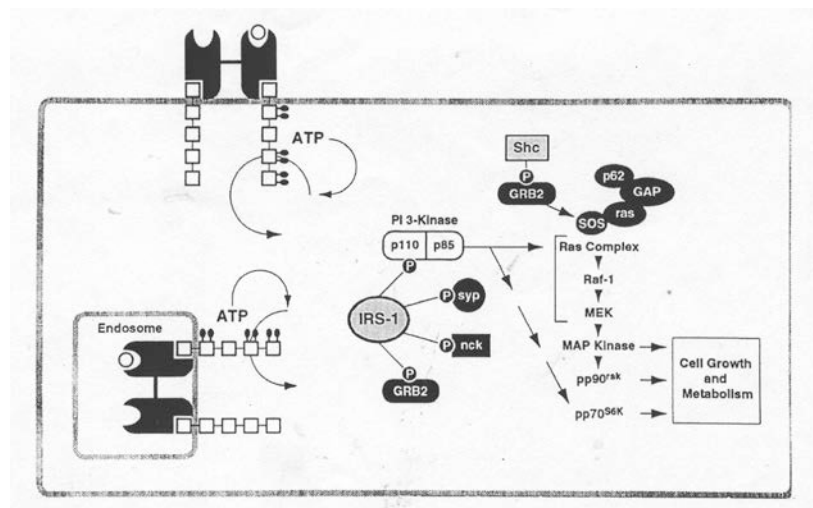 ATP
Shc
P
GRB2
p62
GAP
ras
SOS
PI 3-Kinase
p110 p85
P
Ras Complex
Raf-1
MEK
MAP Kinase
pp90rsk
pp70S6K
Cell Growth
and
Metabolism
IRS-1
P syp
P nck
P
GRB2
Endosome
ATP